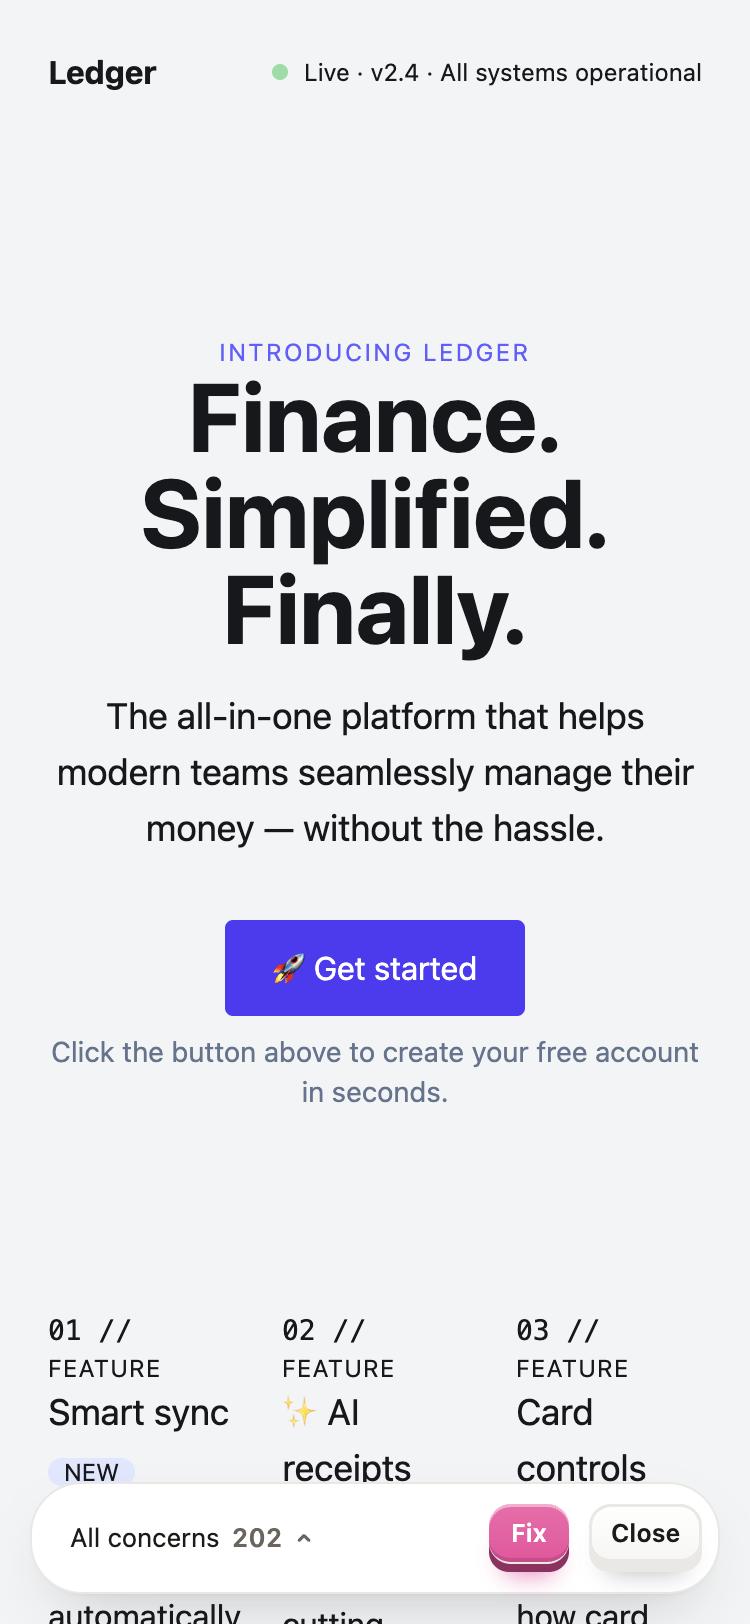 Ledger
Live · v2.4 · All systems operational
INTRODUCING LEDGER
Finance.
Simplified.
Finally.
The all-in-one platform that helps
modern teams seamlessly manage their
money — without the hassle.
🚀 Get started
Click the button above to create your free account
in seconds.
01 //
FEATURE
Smart sync
NEW
02 //
FEATURE
✨ AI
receipts
03 //
FEATURE
Card
controls
All concerns 202
Fix
Close
automatically
cutting
how card